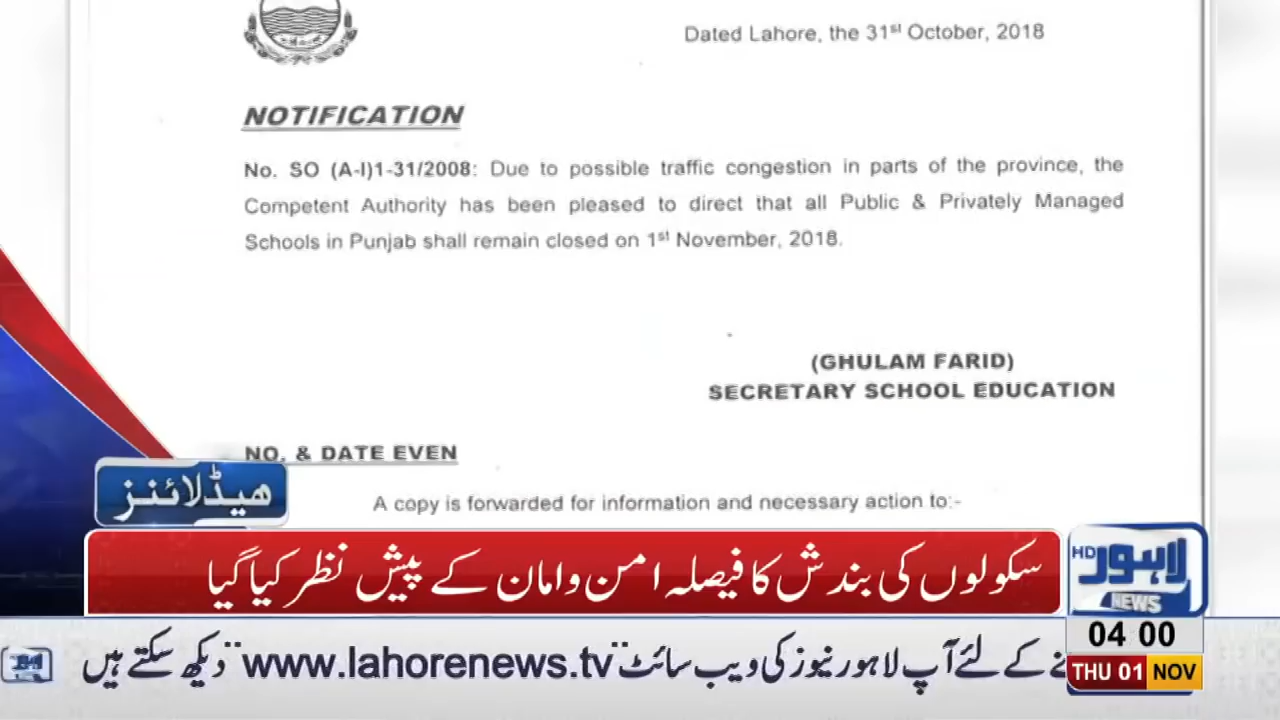 Dated Lahore, the 31st October, 2018
NOTIFICATION
No. SO (A-I)1-31/2008: Due to possible traffic congestion in parts of the province, the
Competent Authority has been pleased to direct that all Public & Privately Managed
Schools in Punjab shall remain closed on 1st November, 2018.
(GHULAM FARID)
SECRETARY SCHOOL EDUCATION
NO. & DATE EVEN
A copy is forwarded for information and necessary action to:-
ھیڈلائنز
سکولوں کی بندش کا فیصلہ امن وامان کے پیش نظر کیا گیا
HD لاہور
NEWS
04 00
THU 01 NOV
کے لئے آپ لاہور نیوز کی ویب سائٹ "www.lahorenews.tv" دیکھ سکتے ہیں